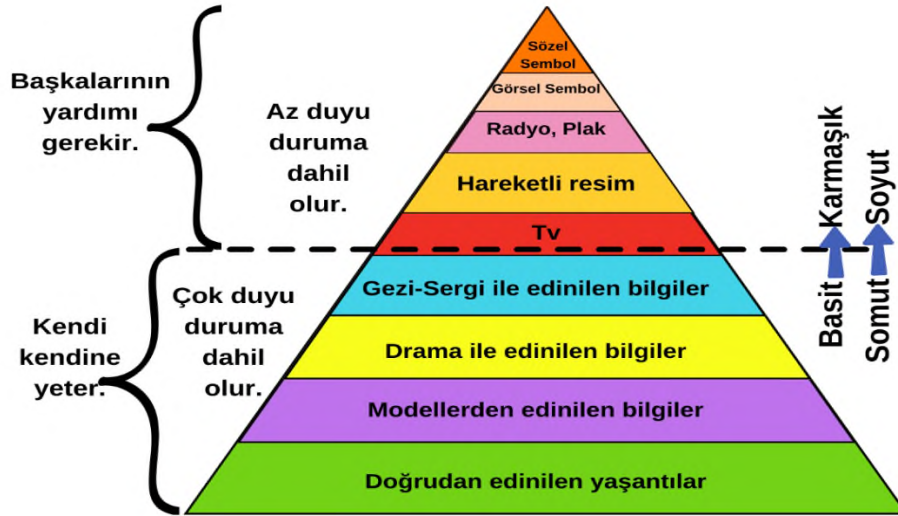 Başkalarının
yardımı
gerekir.
Az duyu
duruma
dahil
olur.
Kendi
kendine
yeter.
Çok duyu
duruma
dahil
olur.
Sözel
Sembol
Görsel Sembol
Radyo, Plak
Hareketli resim
Tv
Gezi-Sergi ile edinilen bilgiler
Drama ile edinilen bilgiler
Modellerden edinilen bilgiler
Doğrudan edinilen yaşantılar
Basit
Karmaşık
Somut
Soyut